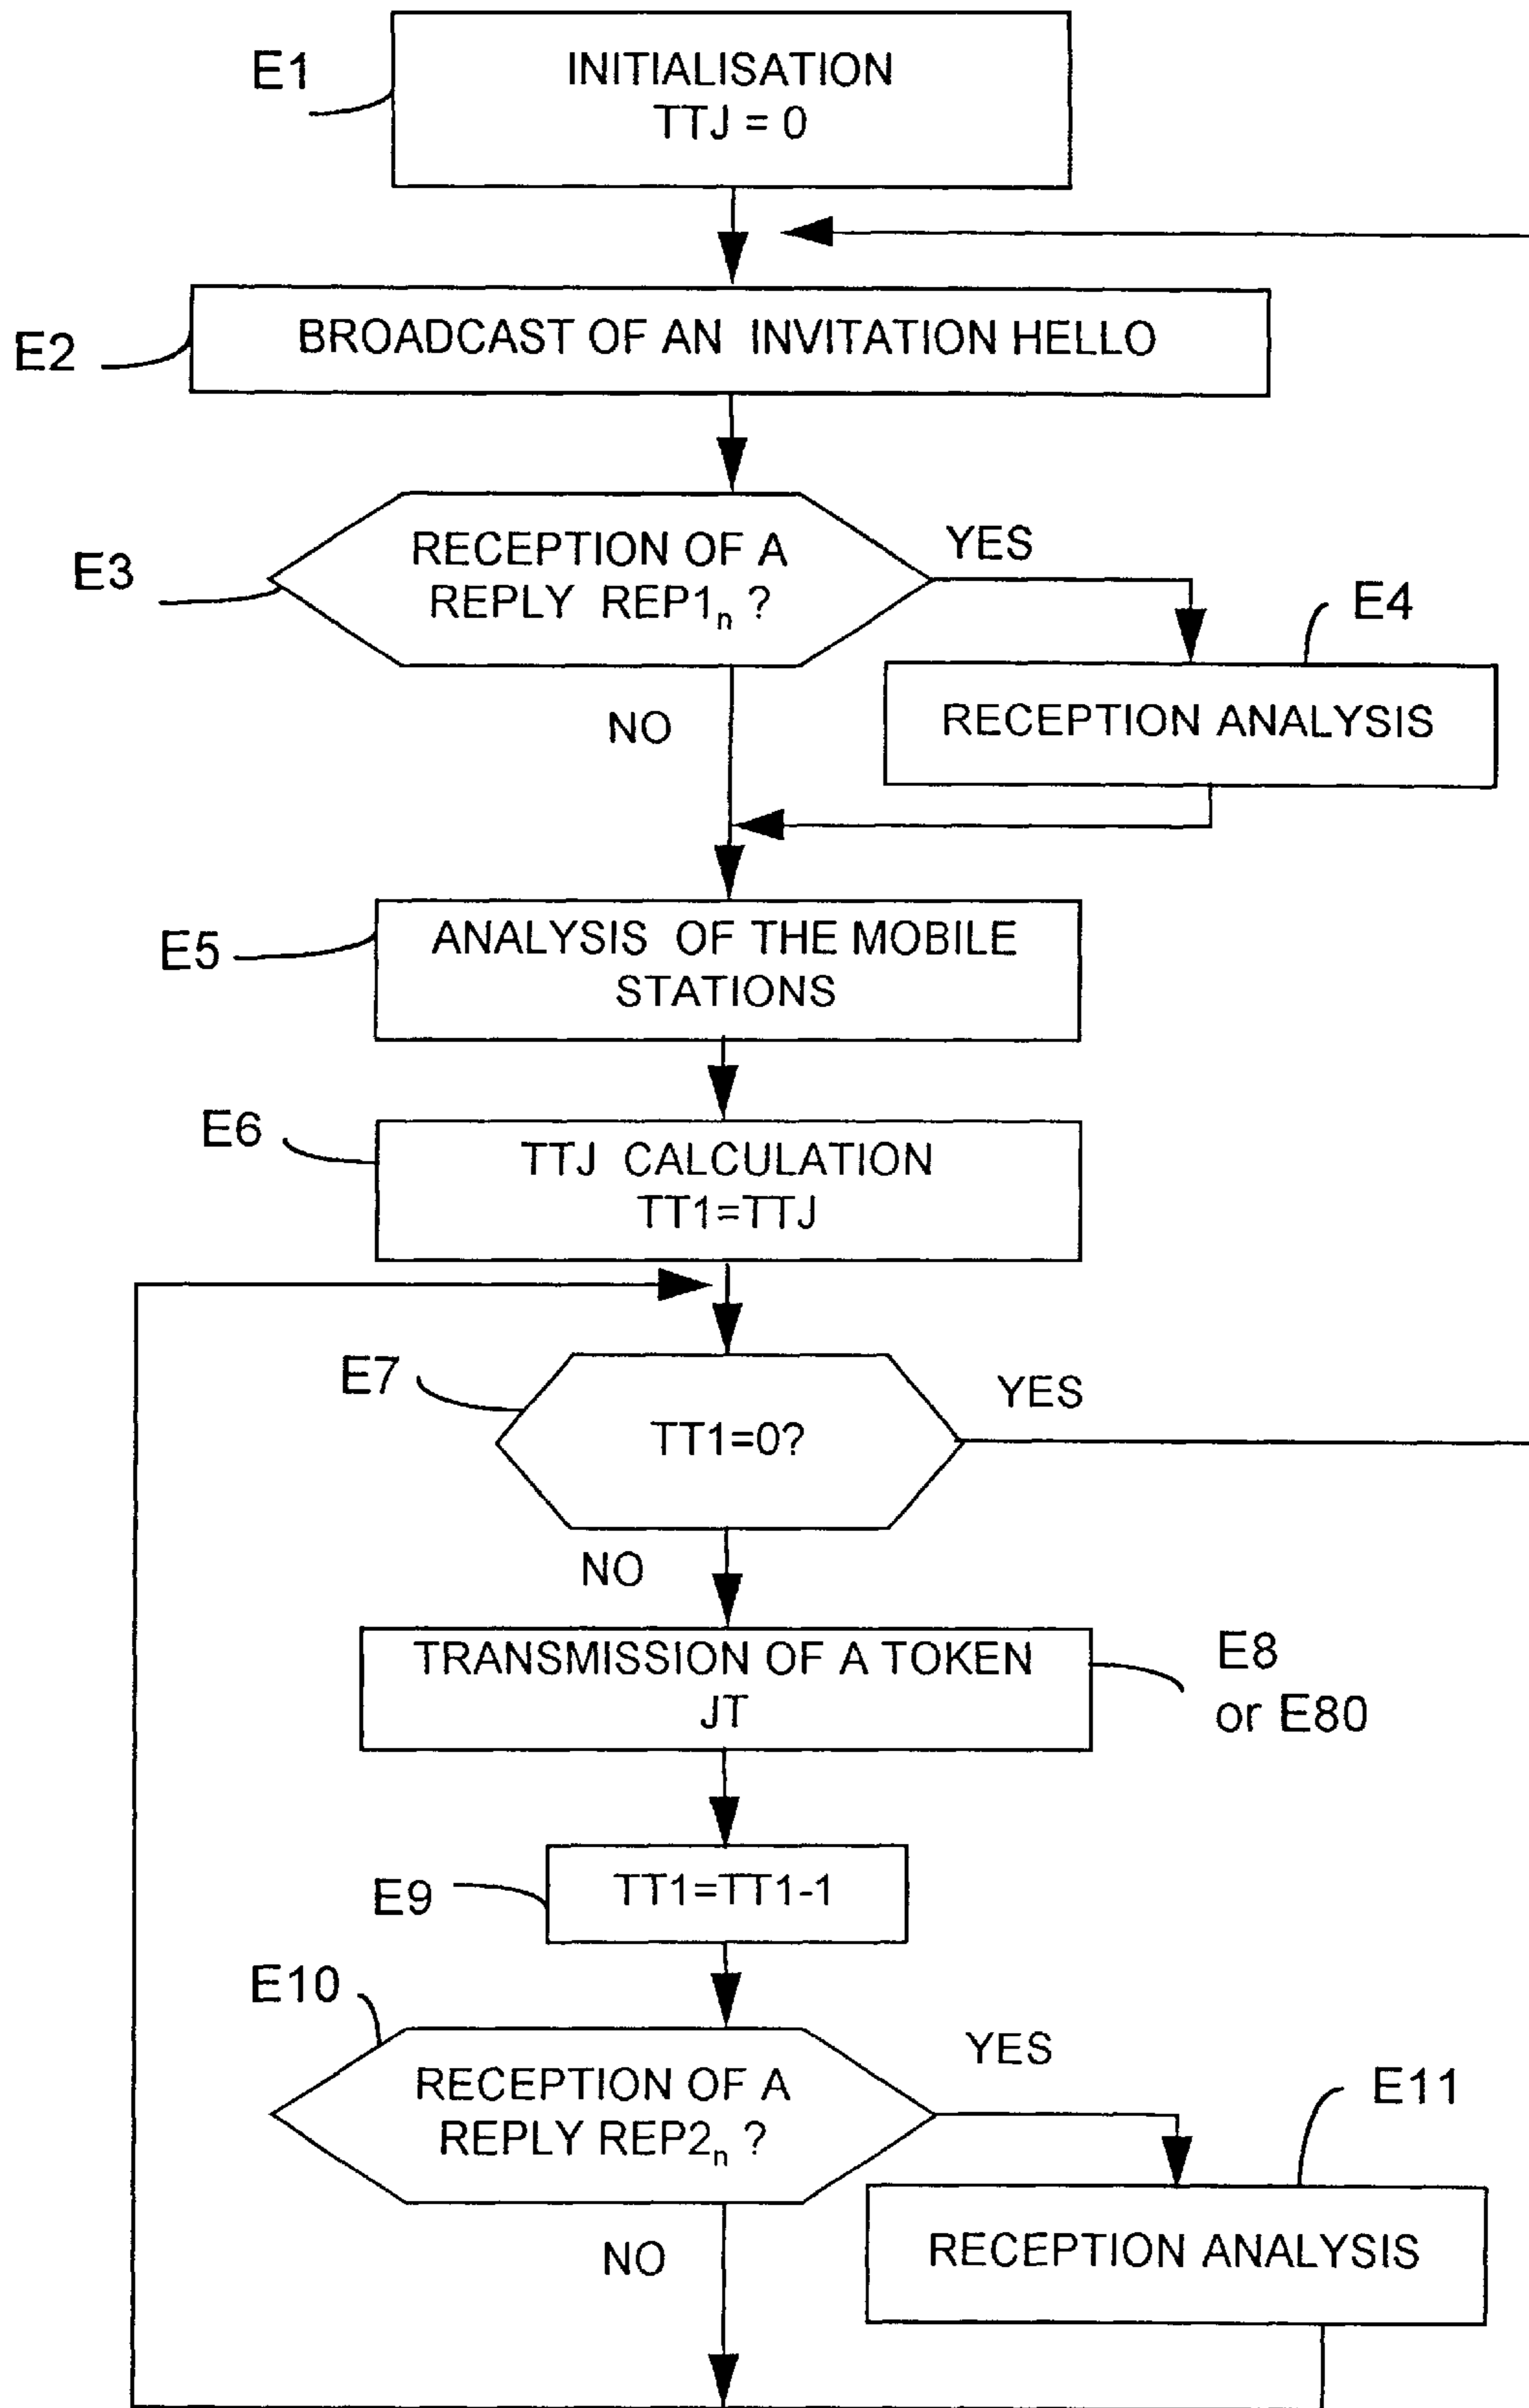 E1
INITIALISATION
TTJ = 0
E2
BROADCAST OF AN INVITATION HELLO
E3
RECEPTION OF A
REPLY REP1n ?
YES
E4
NO
RECEPTION ANALYSIS
E5
ANALYSIS OF THE MOBILE
STATIONS
E6
TTJ CALCULATION
TT1=TTJ
E7
YES
TT1=0?
NO
TRANSMISSION OF A TOKEN
JT
E8
or E80
E9
TT1=TT1-1
E10
YES
RECEPTION OF A
REPLY REP2n ?
E11
NO
RECEPTION ANALYSIS